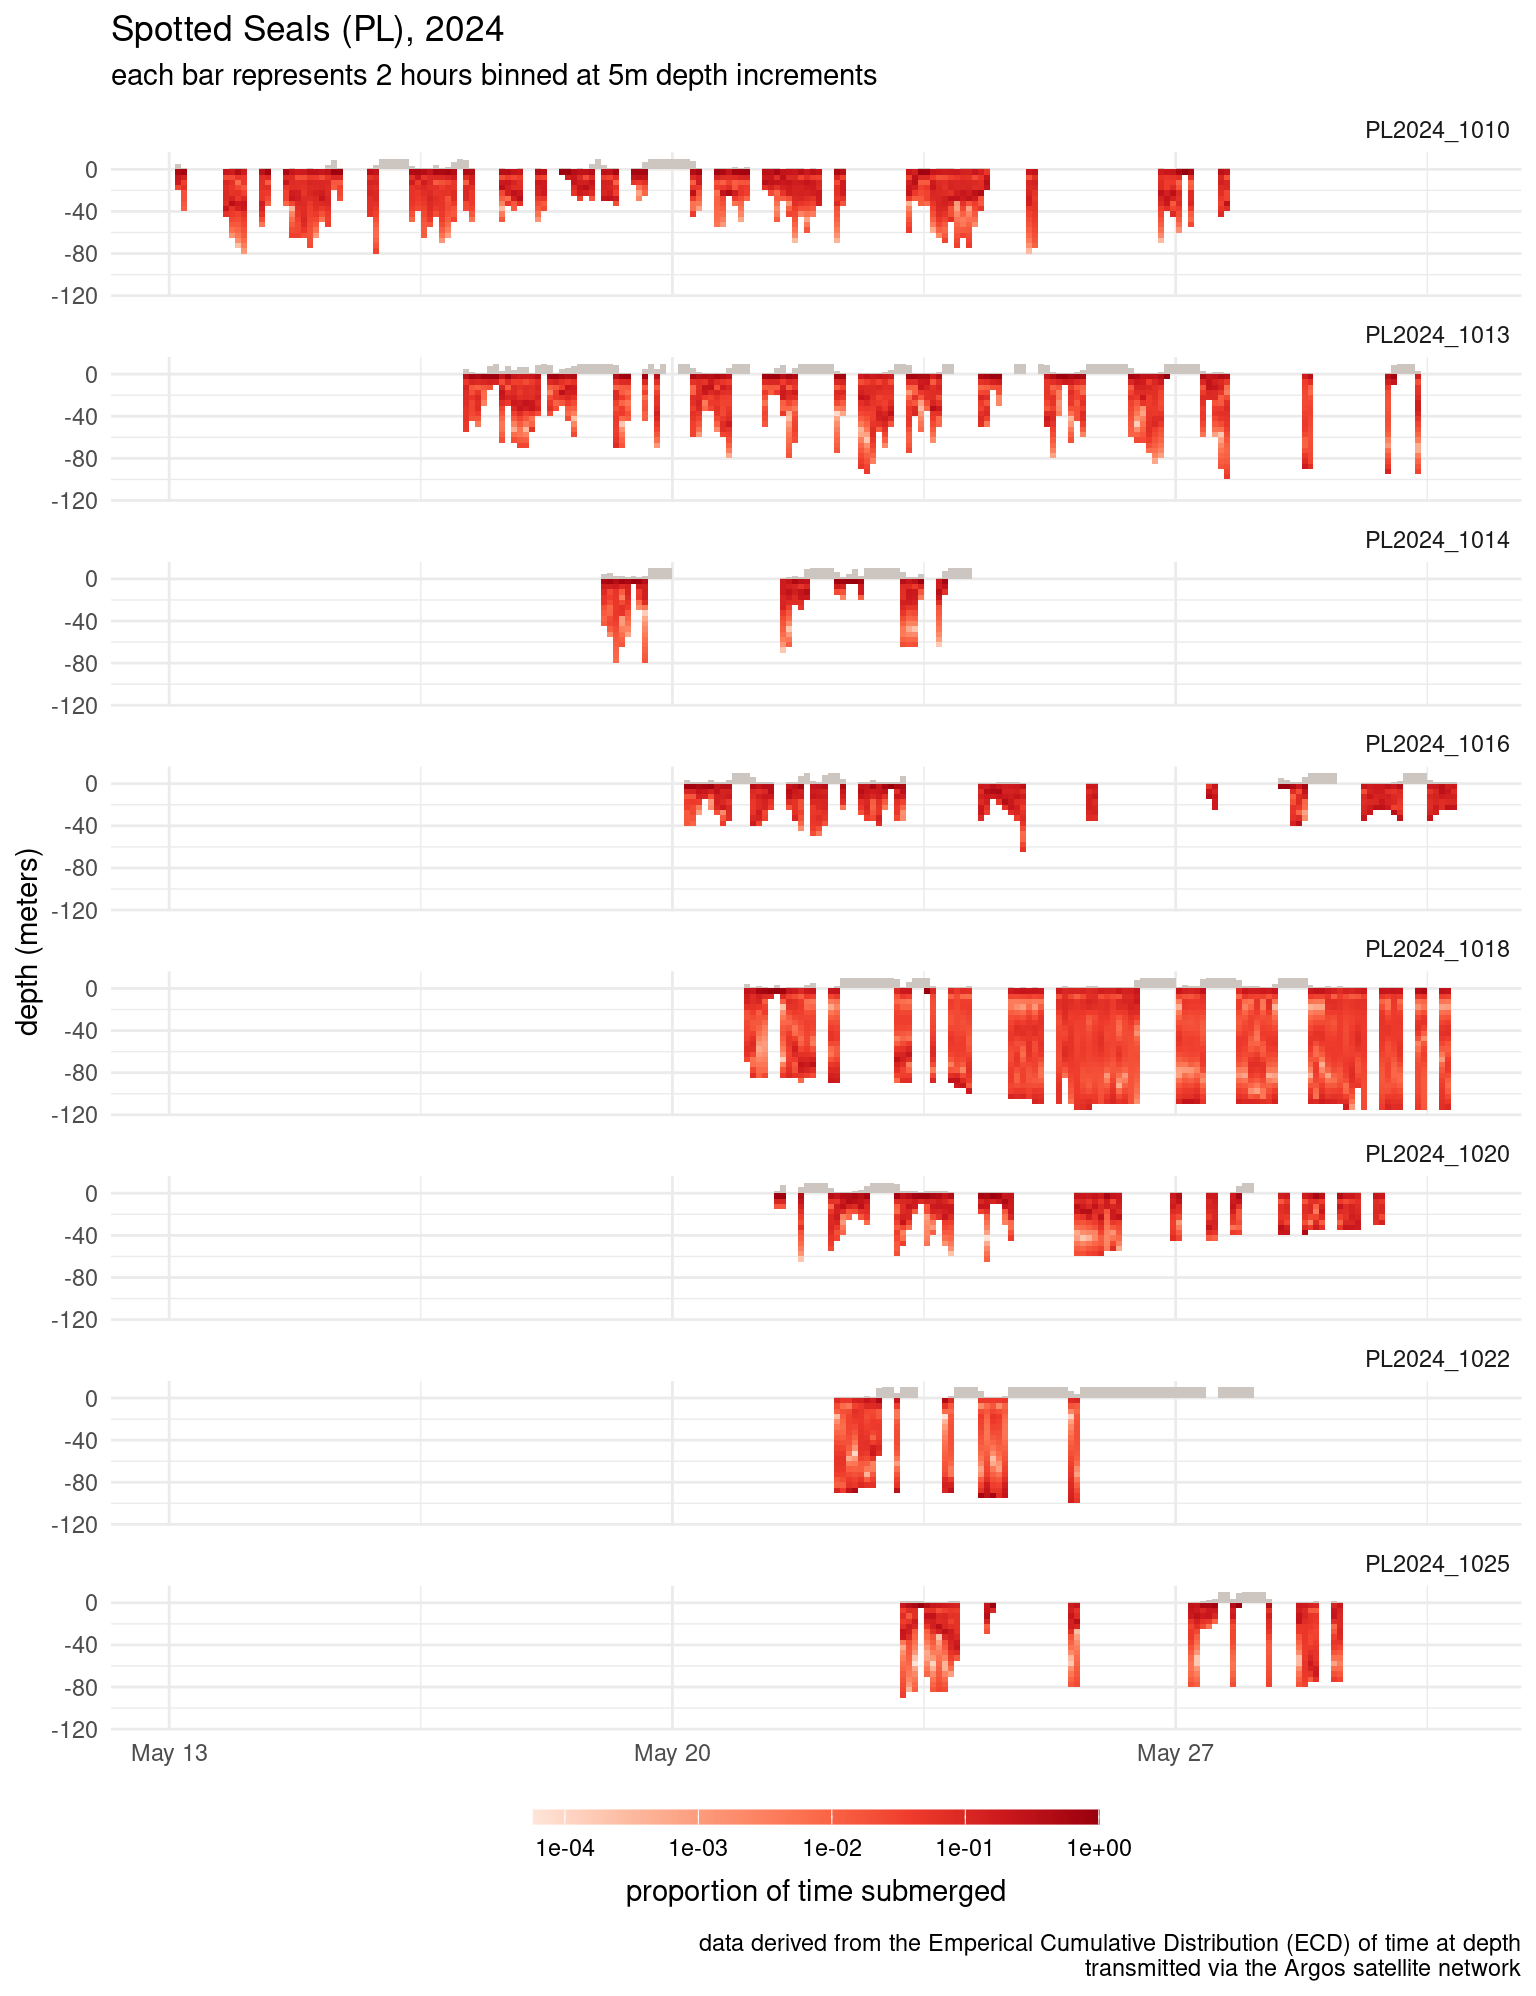 Spotted Seals (PL), 2024
each bar represents 2 hours binned at 5m depth increments
PL2024_1010
0
-40
-80
-120
PL2024_1013
0
-40
-80
-120
PL2024_1014
0
-40
-80
-120
PL2024_1016
0
-40
-80
-120
depth (meters)
PL2024_1018
0
-40
-80
-120
PL2024_1020
0
-40
-80
-120
PL2024_1022
0
-40
-80
-120
PL2024_1025
0
-40
-80
-120
May 13 May 20 May 27
1e-04 1e-03 1e-02 1e-01 1e+00
proportion of time submerged
data derived from the Emperical Cumulative Distribution (ECD) of time at depth
transmitted via the Argos satellite network